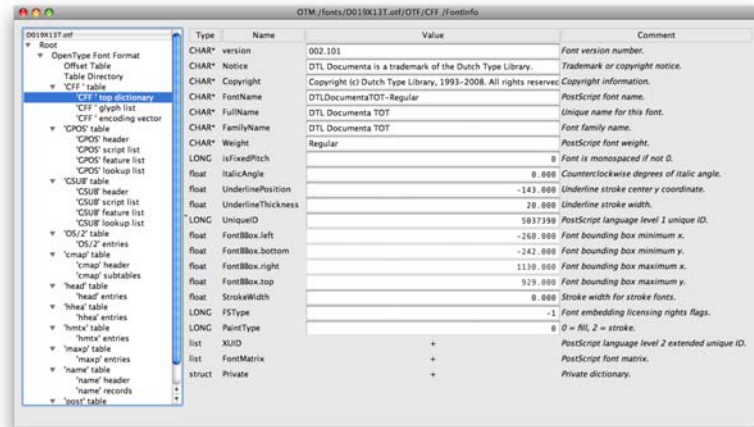 OTM:/fonts/D019X13T.otf/OTF/CFF /FontInfo
D019X13T.otf
Root
OpenType Font Format
Offset Table
Table Directory
'CFF ' table
'CFF ' top dictionary
'CFF ' glyph list
'CFF ' encoding vector
'GPOS' table
'GPOS' header
'GPOS' script list
'GPOS' feature list
'GPOS' lookup list
'GSUB' table
'GSUB' header
'GSUB' script list
'GSUB' feature list
'GSUB' lookup list
'OS/2' table
'OS/2' entries
'cmap' table
'cmap' header
'cmap' subtables
'head' table
'head' entries
'hhea' table
'hhea' entries
'hmtx' table
'hmtx' entries
'maxp' table
'maxp' entries
'name' table
'name' header
'name' records
'post' table
Type Name Value Comment
CHAR* version 002.101 Font version number.
CHAR* Notice DTL Documenta is a trademark of the Dutch Type Library. Trademark or copyright notice.
CHAR* Copyright Copyright (c) Dutch Type Library, 1993-2008. All rights reserved Copyright information.
CHAR* FontName DTLDocumentaTOT-Regular PostScript font name.
CHAR* FullName DTL Documenta TOT Unique name for this font.
CHAR* FamilyName DTL Documenta TOT Font family name.
CHAR* Weight Regular PostScript font weight.
LONG isFixedPitch 0 Font is monospaced if not 0.
float ItalicAngle 0.000 Counterclockwise degrees of italic angle.
float UnderlinePosition -143.000 Underline stroke center y coordinate.
float UnderlineThickness 20.000 Underline stroke width.
LONG UniqueID 5037390 PostScript language level 1 unique ID.
float FontBBox.left -260.000 Font bounding box minimum x.
float FontBBox.bottom -242.000 Font bounding box minimum y.
float FontBBox.right 1130.000 Font bounding box maximum x.
float FontBBox.top 929.000 Font bounding box maximum y.
float StrokeWidth 0.000 Stroke width for stroke fonts.
LONG FSType -1 Font embedding licensing rights flags.
LONG PaintType 0 0 = fill, 2 = stroke.
list XUID + PostScript language level 2 extended unique ID.
list FontMatrix + PostScript font matrix.
struct Private + Private dictionary.